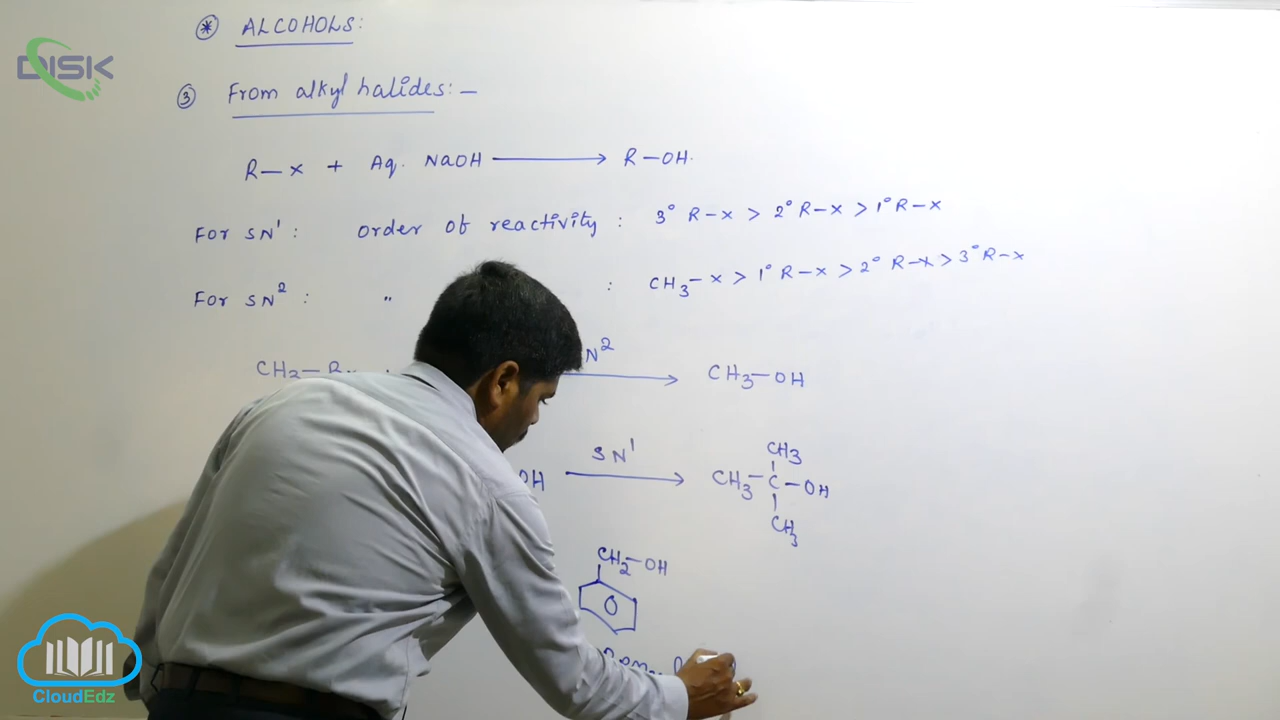 DISK
* ALCOHOLS:
③ From alkyl halides: —
R—X + Aq. NaOH ⟶ R—OH.
For SN¹: order of reactivity : 3° R–X > 2° R–X > 1° R–X
For SN²: " : CH₃–X > 1° R–X > 2° R–X > 3° R–X
N² CH₃—OH
OH SN¹ ⟶ CH₃
CH₃—C—OH
CH₃
CH₂—OH
CloudEdz